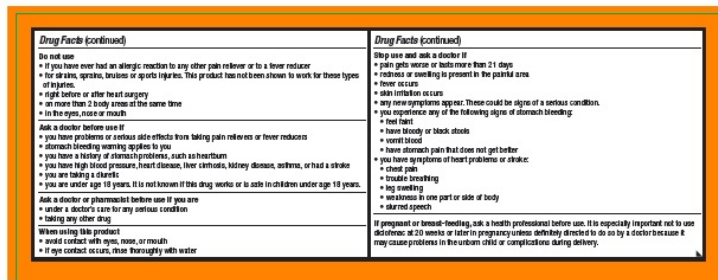 Drug Facts (continued)
Do not use
• if you have ever had an allergic reaction to any other pain reliever or to a fever reducer
• for strains, sprains, bruises or sports injuries. This product has not been shown to work for these types
of injuries.
• right before or after heart surgery
• on more than 2 body areas at the same time
• in the eyes, nose or mouth
Ask a doctor before use if
• you have problems or serious side effects from taking pain relievers or fever reducers
• stomach bleeding warning applies to you
• you have a history of stomach problems, such as heartburn
• you have high blood pressure, heart disease, liver cirrhosis, kidney disease, asthma, or had a stroke
• you are taking a diuretic
• you are under age 18 years. It is not known if this drug works or is safe in children under age 18 years.
Ask a doctor or pharmacist before use if you are
• under a doctor's care for any serious condition
• taking any other drug
When using this product
• avoid contact with eyes, nose, or mouth
• if eye contact occurs, rinse thoroughly with water
Drug Facts (continued)
Stop use and ask a doctor if
• pain gets worse or lasts more than 21 days
• redness or swelling is present in the painful area
• fever occurs
• skin irritation occurs
• any new symptoms appear. These could be signs of a serious condition.
• you experience any of the following signs of stomach bleeding:
• feel faint
• have bloody or black stools
• vomit blood
• have stomach pain that does not get better
• you have symptoms of heart problems or stroke:
• chest pain
• trouble breathing
• leg swelling
• weakness in one part or side of body
• slurred speech
If pregnant or breast-feeding, ask a health professional before use. It is especially important not to use
diclofenac at 20 weeks or later in pregnancy unless definitely directed to do so by a doctor because it
may cause problems in the unborn child or complications during delivery.